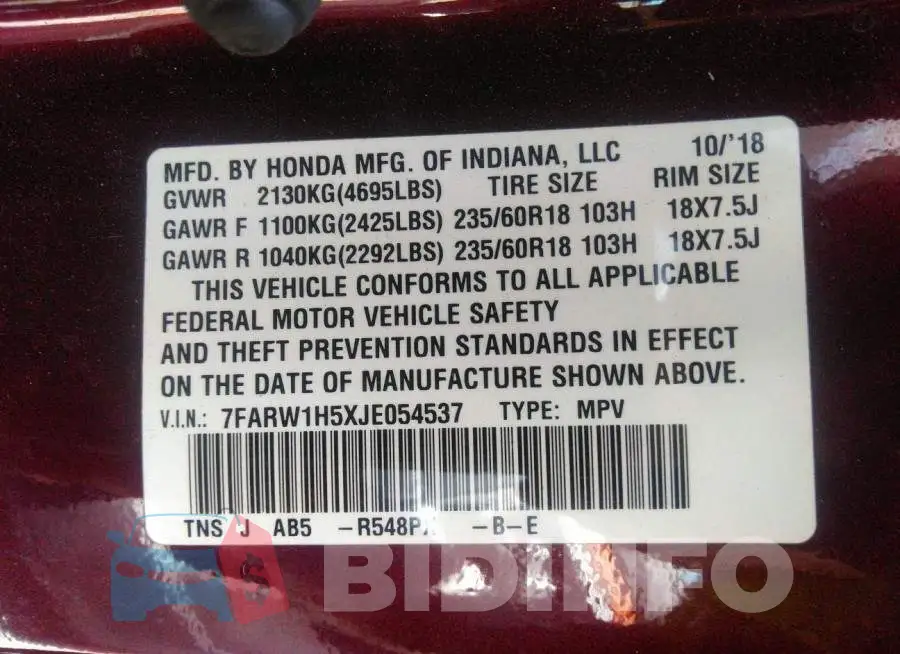 MFD. BY HONDA MFG. OF INDIANA, LLC 10/'18
GVWR 2130KG(4695LBS) TIRE SIZE RIM SIZE
GAWR F 1100KG(2425LBS) 235/60R18 103H 18X7.5J
GAWR R 1040KG(2292LBS) 235/60R18 103H 18X7.5J
THIS VEHICLE CONFORMS TO ALL APPLICABLE
FEDERAL MOTOR VEHICLE SAFETY
AND THEFT PREVENTION STANDARDS IN EFFECT
ON THE DATE OF MANUFACTURE SHOWN ABOVE.
V.I.N.: 7FARW1H5XJE054537 TYPE: MPV
TNS J AB5 -B-E
$ BIDINFO